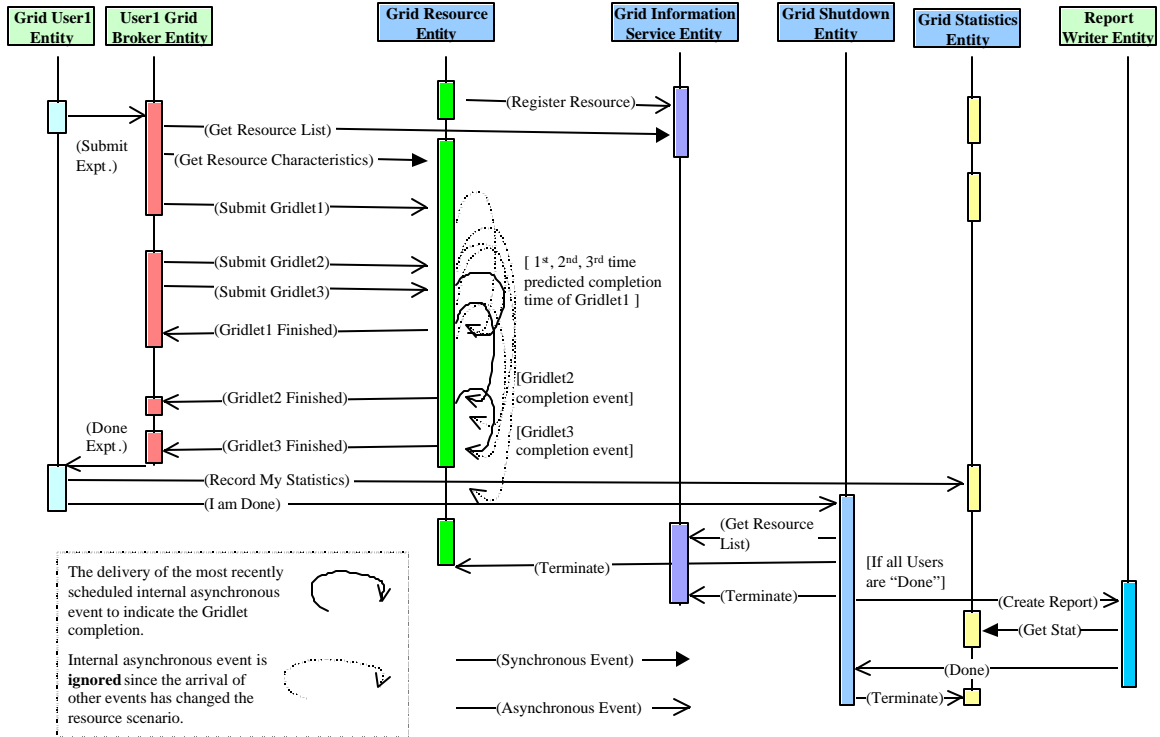 Grid User1
Entity
User1 Grid
Broker Entity
Grid Resource
Entity
Grid Information
Service Entity
Grid Shutdown
Entity
Grid Statistics
Entity
Report
Writer Entity
(Register Resource)
(Submit
Expt.)
(Get Resource List)
(Get Resource Characteristics)
(Submit Gridlet1)
(Submit Gridlet2)
(Submit Gridlet3)
[ 1st, 2nd, 3rd time
predicted completion
time of Gridlet1 ]
(Gridlet1 Finished)
[Gridlet2
completion event]
(Gridlet2 Finished)
(Done
Expt.)
[Gridlet3
completion event]
(Gridlet3 Finished)
(Record My Statistics)
(I am Done)
(Get Resource
List)
(Terminate)
[If all Users
are “Done”]
(Terminate)
(Create Report)
(Get Stat)
(Done)
(Terminate)
The delivery of the most recently
scheduled internal asynchronous
event to indicate the Gridlet
completion.
Internal asynchronous event is
ignored since the arrival of
other events has changed the
resource scenario.
(Synchronous Event)
(Asynchronous Event)